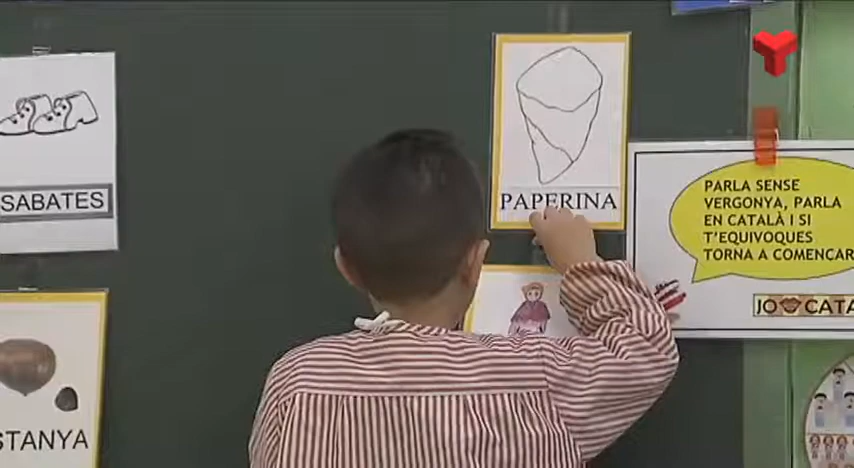 SABATES
PAPERINA
PARLA SENSE
VERGONYA, PARLA
EN CATALÀ I SI
T'EQUIVOQUES
TORNA A COMENÇAR
STANYA